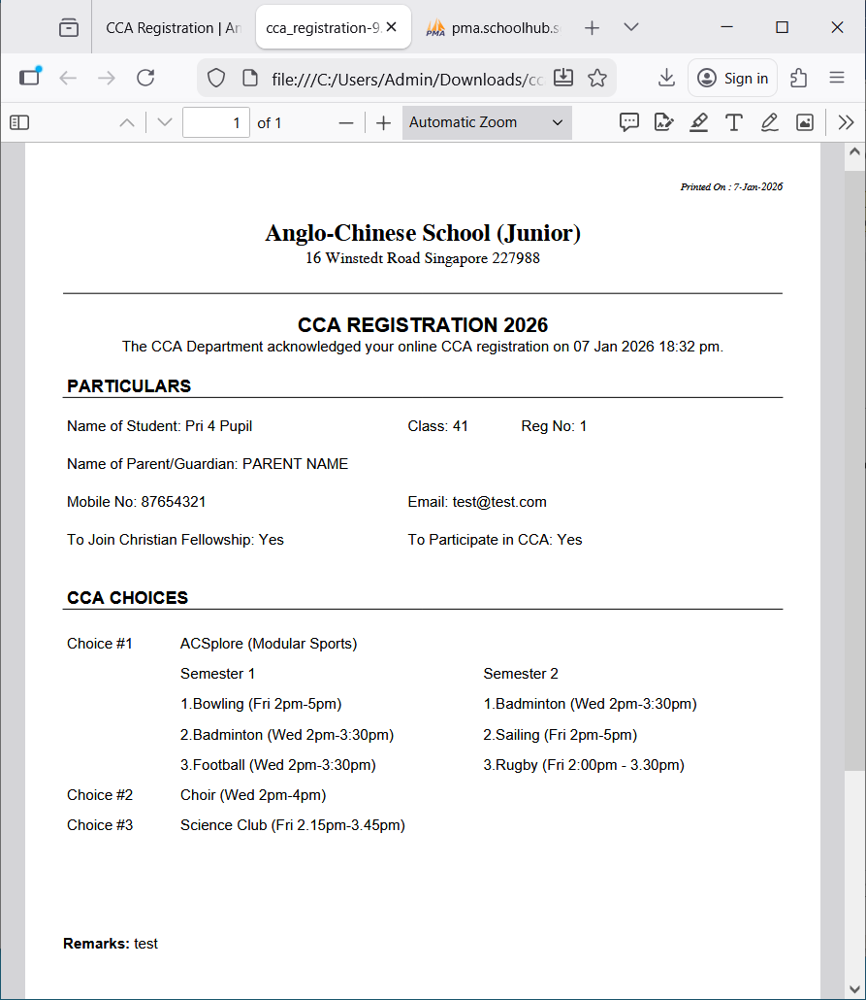 CCA Registration | An
cca_registration-9.
pma.schoolhub.s
file:///C:/Users/Admin/Downloads/cc
Sign in
1 of 1
Automatic Zoom
Printed On : 7-Jan-2026
Anglo-Chinese School (Junior)
16 Winstedt Road Singapore 227988
CCA REGISTRATION 2026
The CCA Department acknowledged your online CCA registration on 07 Jan 2026 18:32 pm.
PARTICULARS
Name of Student: Pri 4 Pupil Class: 41 Reg No: 1
Name of Parent/Guardian: PARENT NAME
Mobile No: 87654321 Email: test@test.com
To Join Christian Fellowship: Yes To Participate in CCA: Yes
CCA CHOICES
Choice #1 ACSplore (Modular Sports)
Semester 1 Semester 2
1.Bowling (Fri 2pm-5pm) 1.Badminton (Wed 2pm-3:30pm)
2.Badminton (Wed 2pm-3:30pm) 2.Sailing (Fri 2pm-5pm)
3.Football (Wed 2pm-3:30pm) 3.Rugby (Fri 2:00pm - 3.30pm)
Choice #2 Choir (Wed 2pm-4pm)
Choice #3 Science Club (Fri 2.15pm-3.45pm)
Remarks: test